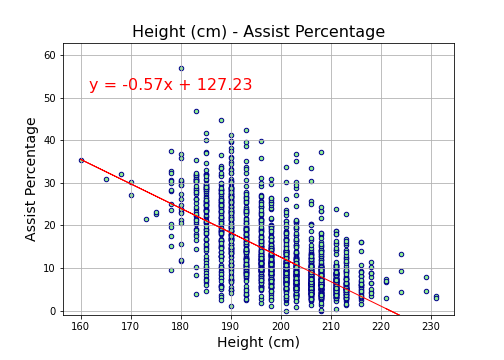 Height (cm) - Assist Percentage
y = -0.57x + 127.23
Assist Percentage
60
50
40
30
20
10
0
160 170 180 190 200 210 220 230
Height (cm)